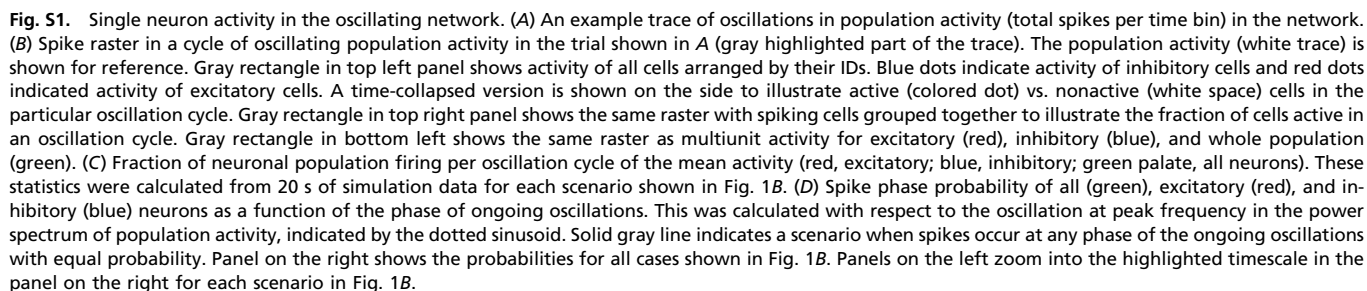 Fig. S1. Single neuron activity in the oscillating network. (A) An example trace of oscillations in population activity (total spikes per time bin) in the network.
(B) Spike raster in a cycle of oscillating population activity in the trial shown in A (gray highlighted part of the trace). The population activity (white trace) is
shown for reference. Gray rectangle in top left panel shows activity of all cells arranged by their IDs. Blue dots indicate activity of inhibitory cells and red dots
indicated activity of excitatory cells. A time-collapsed version is shown on the side to illustrate active (colored dot) vs. nonactive (white space) cells in the
particular oscillation cycle. Gray rectangle in top right panel shows the same raster with spiking cells grouped together to illustrate the fraction of cells active in
an oscillation cycle. Gray rectangle in bottom left shows the same raster as multiunit activity for excitatory (red), inhibitory (blue), and whole population
(green). (C) Fraction of neuronal population firing per oscillation cycle of the mean activity (red, excitatory; blue, inhibitory; green palate, all neurons). These
statistics were calculated from 20 s of simulation data for each scenario shown in Fig. 1B. (D) Spike phase probability of all (green), excitatory (red), and in-
hibitory (blue) neurons as a function of the phase of ongoing oscillations. This was calculated with respect to the oscillation at peak frequency in the power
spectrum of population activity, indicated by the dotted sinusoid. Solid gray line indicates a scenario when spikes occur at any phase of the ongoing oscillations
with equal probability. Panel on the right shows the probabilities for all cases shown in Fig. 1B. Panels on the left zoom into the highlighted timescale in the
panel on the right for each scenario in Fig. 1B.